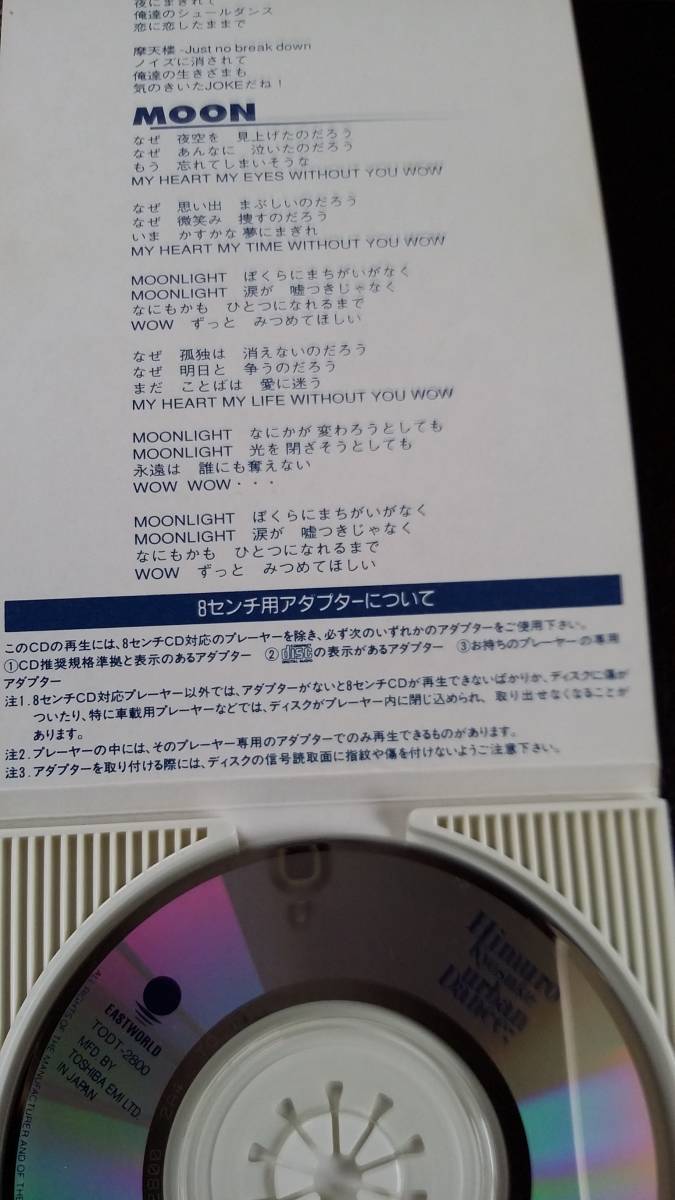 夜にまぎれて
俺達のシュールダンス
恋に恋したままで
摩天楼 -Just no break down
ノイズに消されて
俺達の生きざまも
気のきいたJOKEだね！
MOON
なぜ　夜空を　見上げたのだろう
なぜ　あんなに　泣いたのだろう
もう　忘れてしまいそうな
MY HEART MY EYES WITHOUT YOU WOW
なぜ　思い出　まぶしいのだろう
なぜ　微笑み　捜すのだろう
いま　かすかな 夢にまぎれ
MY HEART MY TIME WITHOUT YOU WOW
MOONLIGHT　ぼくらにまちがいがなく
MOONLIGHT　涙が　嘘つきじゃなく
なにもかも　ひとつになれるまで
WOW　ずっと　みつめてほしい
なぜ　孤独は　消えないのだろう
なぜ　明日と　争うのだろう
まだ　ことばは　愛に迷う
MY HEART MY LIFE WITHOUT YOU WOW
MOONLIGHT　なにかが 変わろうとしても
MOONLIGHT　光を 閉ざそうとしても
永遠は　誰にも奪えない
WOW WOW・・・
MOONLIGHT　ぼくらにまちがいがなく
MOONLIGHT　涙が　嘘つきじゃなく
なにもかも　ひとつになれるまで
WOW　ずっと　みつめてほしい
8センチ用アダプターについて
このCDの再生には、8センチCD対応のプレーヤーを除き、必ず次のいずれかのアダプターをご使用下さい。
①CD推奨規格準拠と表示のあるアダプター　②discの表示があるアダプター　③お持ちのプレーヤーの専用
アダプター
注1.8センチCD対応プレーヤー以外では、アダプターがないと8センチCDが再生できないばかりか、ディスクに傷が
ついたり、特に車載用プレーヤーなどでは、ディスクがプレーヤー内に閉じ込められ、取り出せなくなることが
あります。
注2.プレーヤーの中には、そのプレーヤー専用のアダプターでのみ再生できるものがあります。
注3.アダプターを取り付ける際には、ディスクの信号読取面に指紋や傷を付けないようご注意下さい。
Himuro
Kyosuke
urban
Dance
EASTWORLD
TODT-2800
MFD. BY
TOSHIBA EMI LTD.
IN JAPAN
ALL RIGHTS OF THE MANUFACTURER AND OF THE